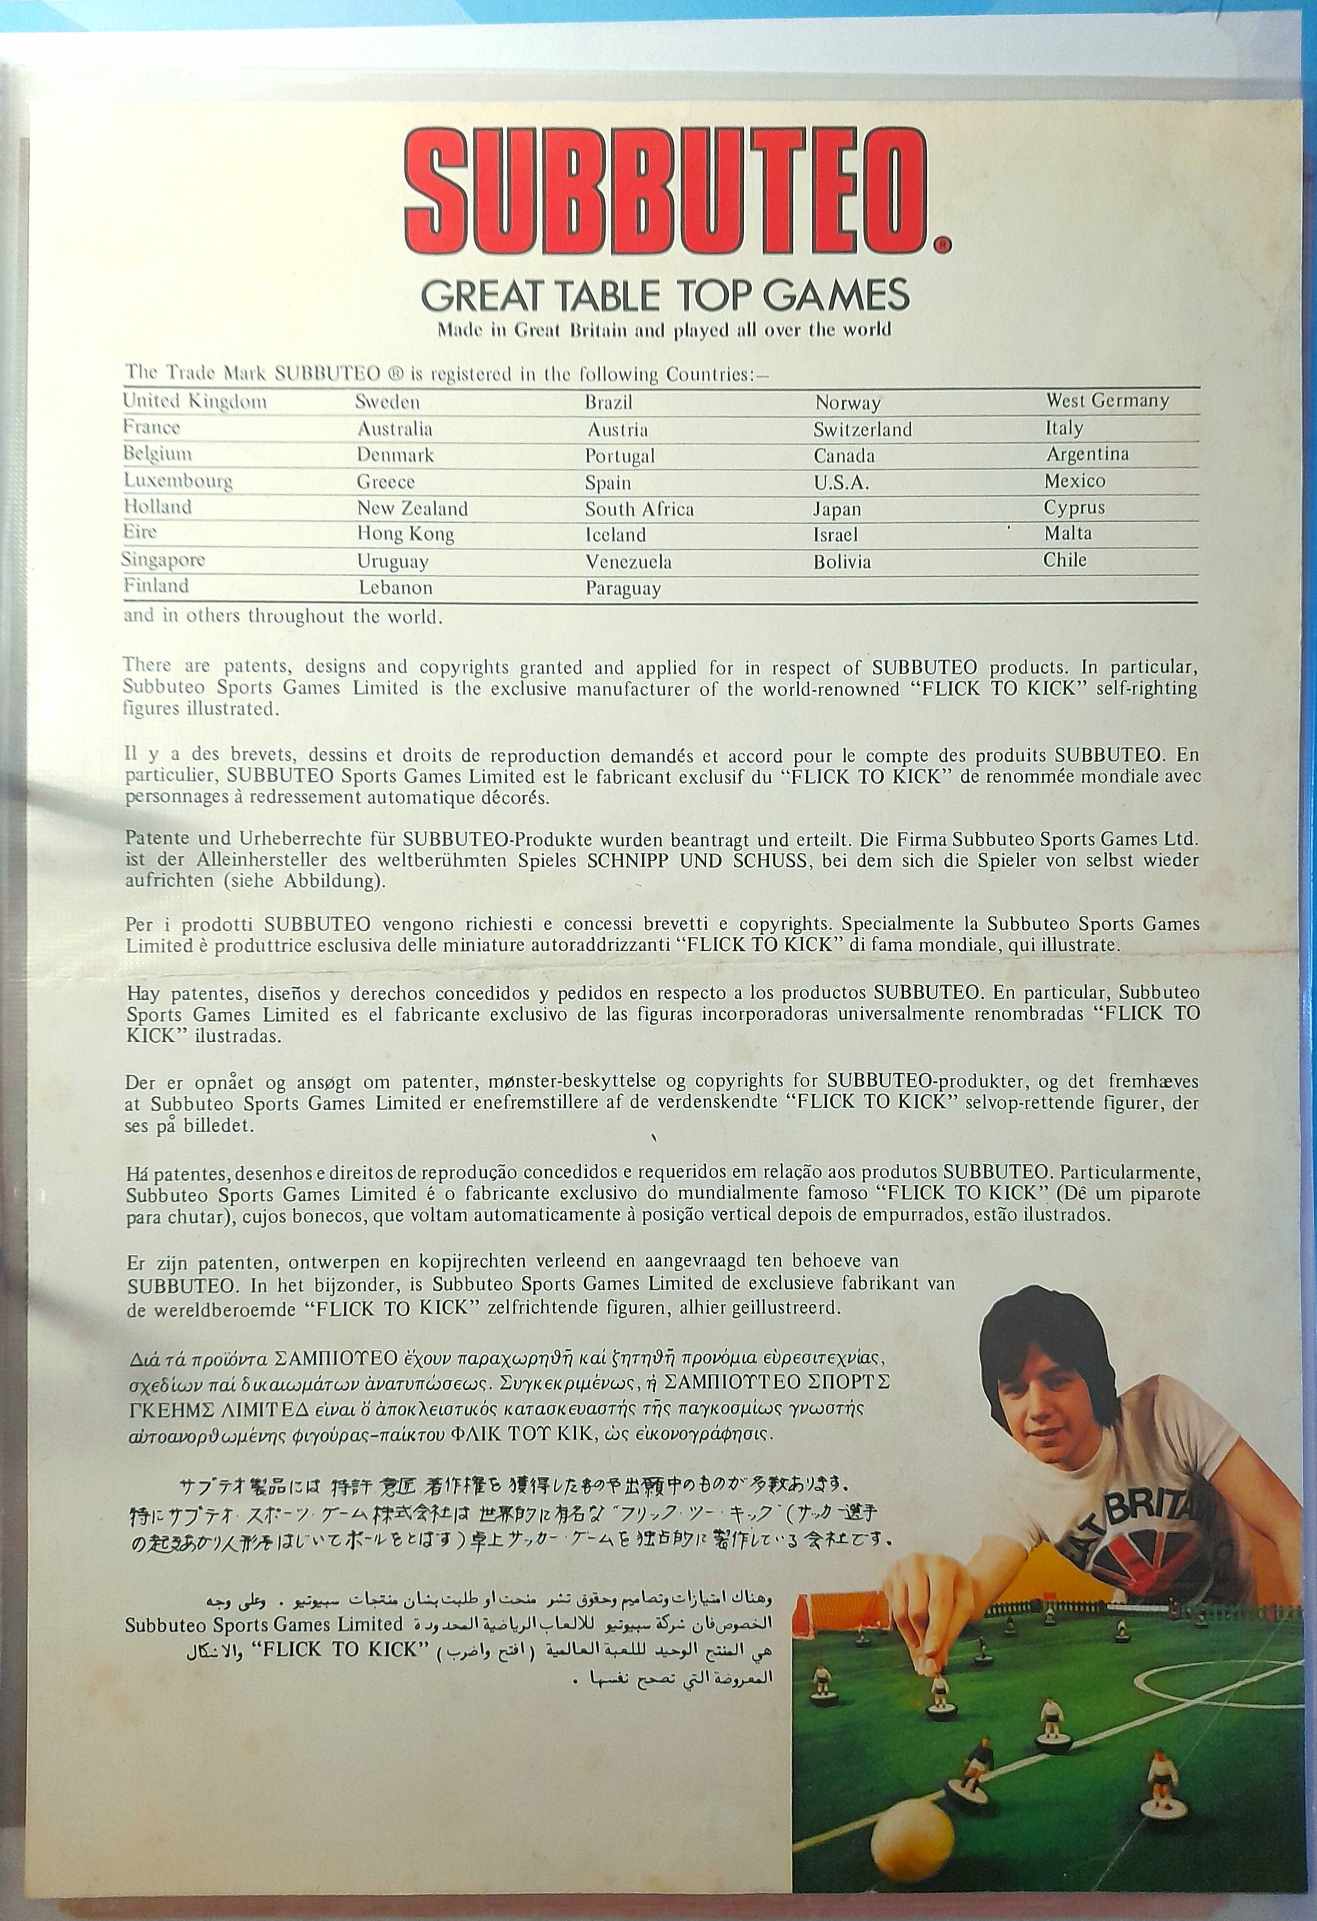 SUBBUTEO®
GREAT TABLE TOP GAMES
Made in Great Britain and played all over the world
The Trade Mark SUBBUTEO ® is registered in the following Countries:—
United Kingdom Sweden Brazil Norway West Germany
France Australia Austria Switzerland Italy
Belgium Denmark Portugal Canada Argentina
Luxembourg Greece Spain U.S.A. Mexico
Holland New Zealand South Africa Japan Cyprus
Eire Hong Kong Iceland Israel Malta
Singapore Uruguay Venezuela Bolivia Chile
Finland Lebanon Paraguay
and in others throughout the world.
There are patents, designs and copyrights granted and applied for in respect of SUBBUTEO products. In particular,
Subbuteo Sports Games Limited is the exclusive manufacturer of the world-renowned “FLICK TO KICK” self-righting
figures illustrated.
Il y a des brevets, dessins et droits de reproduction demandés et accord pour le compte des produits SUBBUTEO. En
particulier, SUBBUTEO Sports Games Limited est le fabricant exclusif du “FLICK TO KICK” de renommée mondiale avec
personnages à redressement automatique décorés.
Patente und Urheberrechte für SUBBUTEO-Produkte wurden beantragt und erteilt. Die Firma Subbuteo Sports Games Ltd.
ist der Alleinhersteller des weltberühmten Spieles SCHNIPP UND SCHUSS, bei dem sich die Spieler von selbst wieder
aufrichten (siehe Abbildung).
Per i prodotti SUBBUTEO vengono richiesti e concessi brevetti e copyrights. Specialmente la Subbuteo Sports Games
Limited è produttrice esclusiva delle miniature autoraddrizzanti “FLICK TO KICK” di fama mondiale, qui illustrate.
Hay patentes, diseños y derechos concedidos y pedidos en respecto a los productos SUBBUTEO. En particular, Subbuteo
Sports Games Limited es el fabricante exclusivo de las figuras incorporadoras universalmente renombradas “FLICK TO
KICK” ilustradas.
Der er opnået og ansøgt om patenter, mønster-beskyttelse og copyrights for SUBBUTEO-produkter, og det fremhæves
at Subbuteo Sports Games Limited er enefremstillere af de verdenskendte “FLICK TO KICK” selvop-rettende figurer, der
ses på billedet.
Há patentes, desenhos e direitos de reprodução concedidos e requeridos em relação aos produtos SUBBUTEO. Particularmente,
Subbuteo Sports Games Limited é o fabricante exclusivo do mundialmente famoso “FLICK TO KICK” (Dê um piparote
para chutar), cujos bonecos, que voltam automaticamente à posição vertical depois de empurrados, estão ilustrados.
Er zijn patenten, ontwerpen en kopijrechten verleend en aangevraagd ten behoeve van
SUBBUTEO. In het bijzonder, is Subbuteo Sports Games Limited de exclusieve fabrikant van
de wereldberoemde “FLICK TO KICK” zelfrichtende figuren, alhier geillustreerd.
Διά τά προϊόντα ΣΑΜΠΙΟΥΕΟ ἔχουν παραχωρηθῆ καί ζητηθῆ προνόμια εὑρεσιτεχνίας,
σχεδίων παί δικαιωμάτων ἀνατυπώσεως. Συγκεκριμένως, ἡ ΣΑΜΠΙΟΥΤΕΟ ΣΠΟΡΤΣ
ΓΚΕΗΜΣ ΛΙΜΙΤΕΔ εἶναι ὅ ἀποκλειστικός κατασκευαστής τῆς παγκοσμίως γνωστῆς
αὐτοανορθωμένης φιγούρας–παίκτου ΦΛΙΚ ΤΟΥ ΚΙΚ, ὡς εἰκονογράφησις.
サブテオ製品には 特許 意匠 著作権を 獲得したものや出願中のものが多数あります。
特にサブテオ・スポーツ・ゲーム株式会社は 世界的に有名な “フリック・ツー・キック”(サッカー選手
の起きあがり人形をはじいてボールをとばす)卓上サッカー・ゲームを独占的に製作している会社です。
وهناك امتيازات وتصاميم وحقوق نشر منحت او طلبت بشان منتجات سبيوتيو . وعلى وجه
الخصوص فان شركة سبيوتيو للالعاب الرياضية المحدودة Subbuteo Sports Games Limited
هي المنتج الوحيد للعبة العالمية (افتح واضرب) “FLICK TO KICK” والاشكال
المعروضة التي تصحح نفسها .